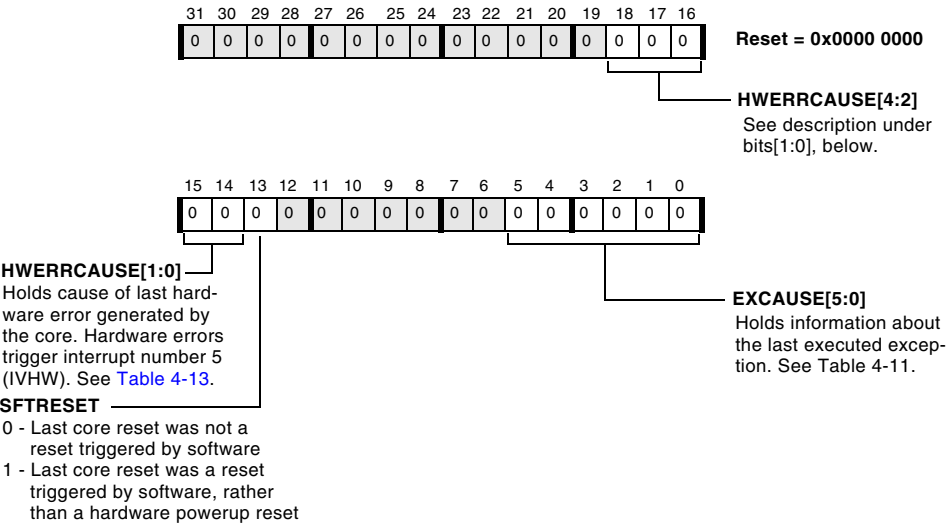 31 30 29 28 27 26 25 24 23 22 21 20 19 18 17 16
0 0 0 0 0 0 0 0 0 0 0 0 0 0 0 0
Reset = 0x0000 0000
HWERRCAUSE[4:2]
See description under
bits[1:0], below.
15 14 13 12 11 10 9 8 7 6 5 4 3 2 1 0
0 0 0 0 0 0 0 0 0 0 0 0 0 0 0 0
HWERRCAUSE[1:0]
Holds cause of last hard-
ware error generated by
the core. Hardware errors
trigger interrupt number 5
(IVHW). See Table 4-13.
SFTRESET
0 - Last core reset was not a
reset triggered by software
1 - Last core reset was a reset
triggered by software, rather
than a hardware powerup reset
EXCAUSE[5:0]
Holds information about
the last executed excep-
tion. See Table 4-11.